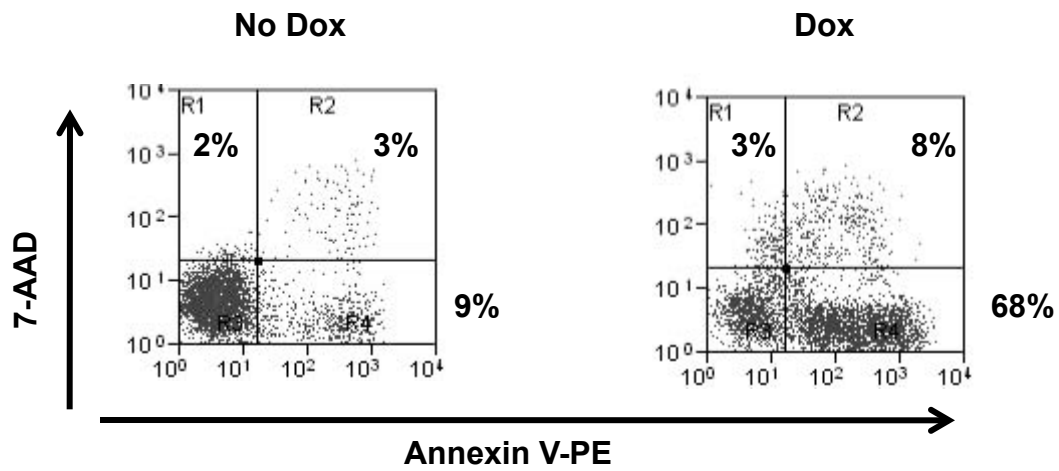 No Dox
Dox
10⁴
R1
R2
2%
3%
10³
10²
10¹
10⁰
R3
R4
9%
10⁰ 10¹ 10² 10³ 10⁴
10⁴
R1
R2
3%
8%
10³
10²
10¹
10⁰
R3
R4
68%
10⁰ 10¹ 10² 10³ 10⁴
7-AAD
Annexin V-PE